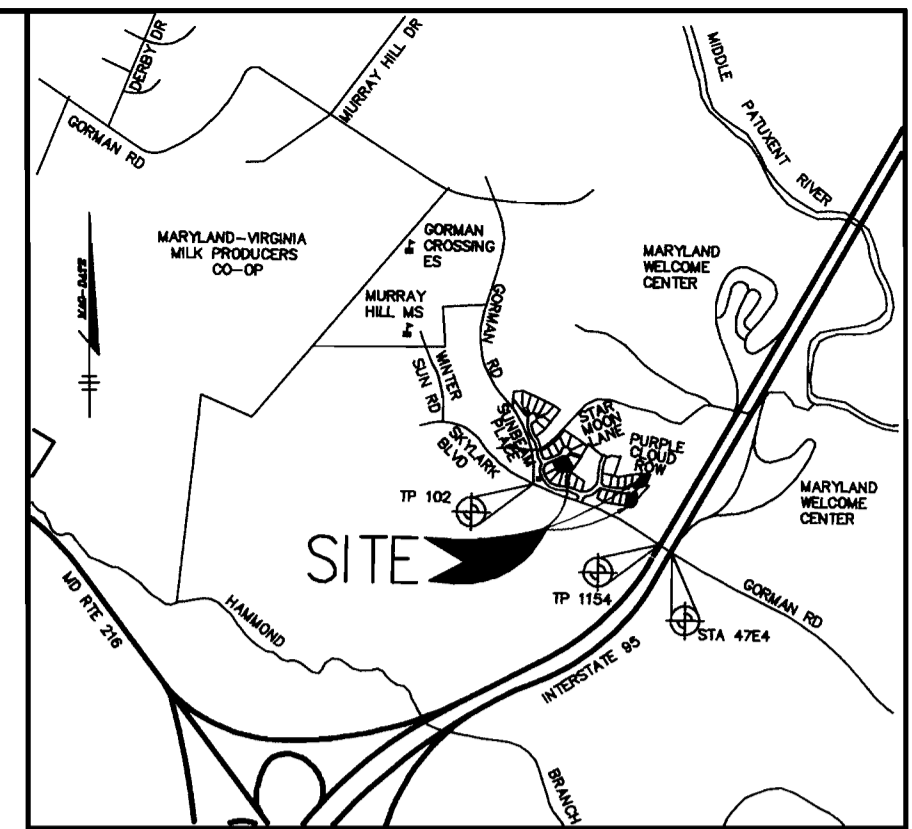 DERBY DR
MURRAY HILL DR
MIDDLE PATUXENT RIVER
GORMAN RD
MARYLAND-VIRGINIA
MILK PRODUCERS
CO-OP
GORMAN
CROSSING
ES
MURRAY
HILL MS
GORMAN RD
MARYLAND
WELCOME
CENTER
WINTER
SUN RD
SUNBEAM
PLACE
STAR
MOON
LANE
SKYLARK
BLVD
PURPLE
CLOUD
ROW
TP 102
MARYLAND
WELCOME
CENTER
SITE
TP 1154
GORMAN RD
STA 47E4
MD RTE 216
HAMMOND
INTERSTATE 95
BRANCH